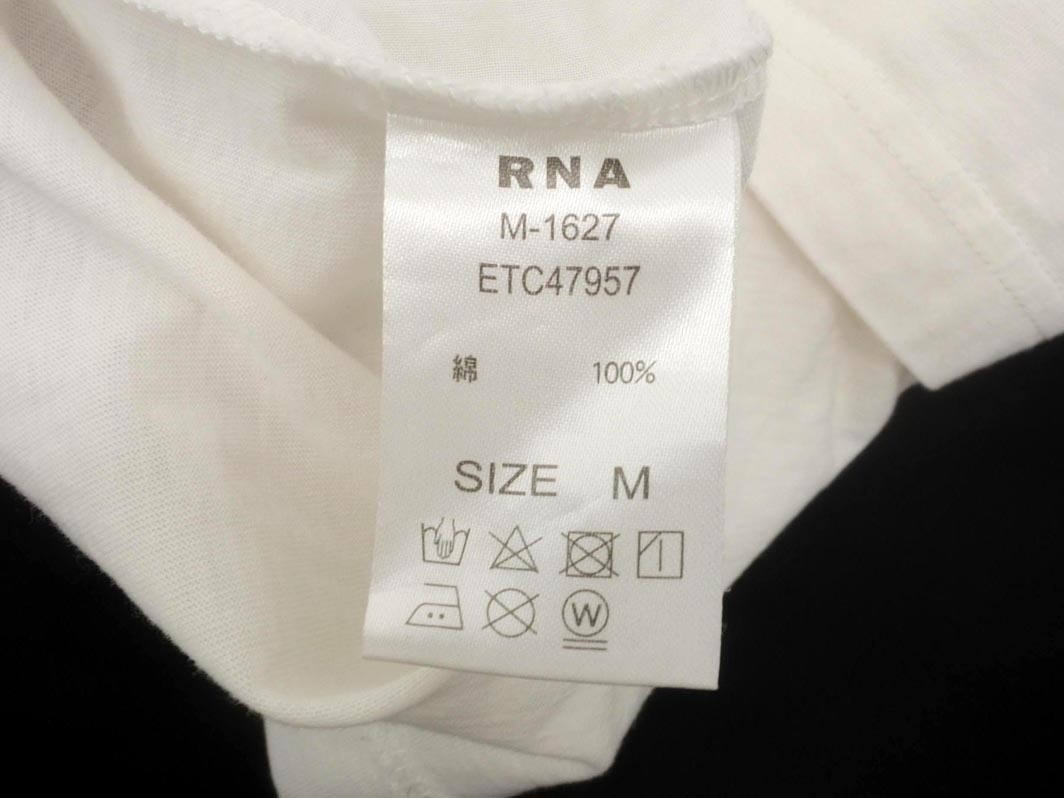 RNA
M-1627
ETC47957
綿 100%
SIZE M
W